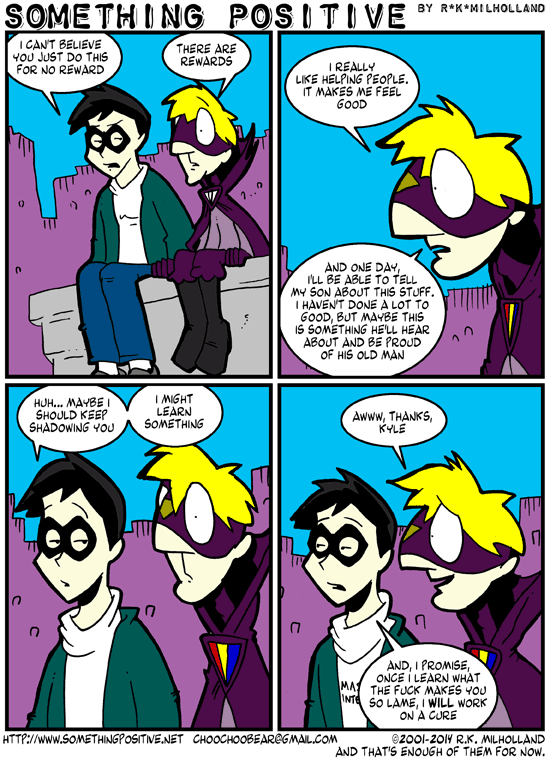 SOMETHING POSITIVE BY R*K*MILHOLLAND
I CAN'T BELIEVE
YOU JUST DO THIS
FOR NO REWARD
THERE ARE
REWARDS
I REALLY
LIKE HELPING PEOPLE.
IT MAKES ME FEEL
GOOD
AND ONE DAY,
I'LL BE ABLE TO TELL
MY SON ABOUT THIS STUFF.
I HAVEN'T DONE A LOT TO
GOOD, BUT MAYBE THIS
IS SOMETHING HE'LL HEAR
ABOUT AND BE PROUD
OF HIS OLD MAN
HUH... MAYBE I
SHOULD KEEP
SHADOWING YOU
I MIGHT
LEARN
SOMETHING
AWWW, THANKS,
KYLE
AND, I PROMISE,
ONCE I LEARN WHAT
THE FUCK MAKES YOU
SO LAME, I WILL WORK
ON A CURE
HTTP://WWW.SOMETHINGPOSITIVE.NET CHOOCHOOBEAR@GMAIL.COM ©2001-2014 R.K. MILHOLLAND
AND THAT'S ENOUGH OF THEM FOR NOW.